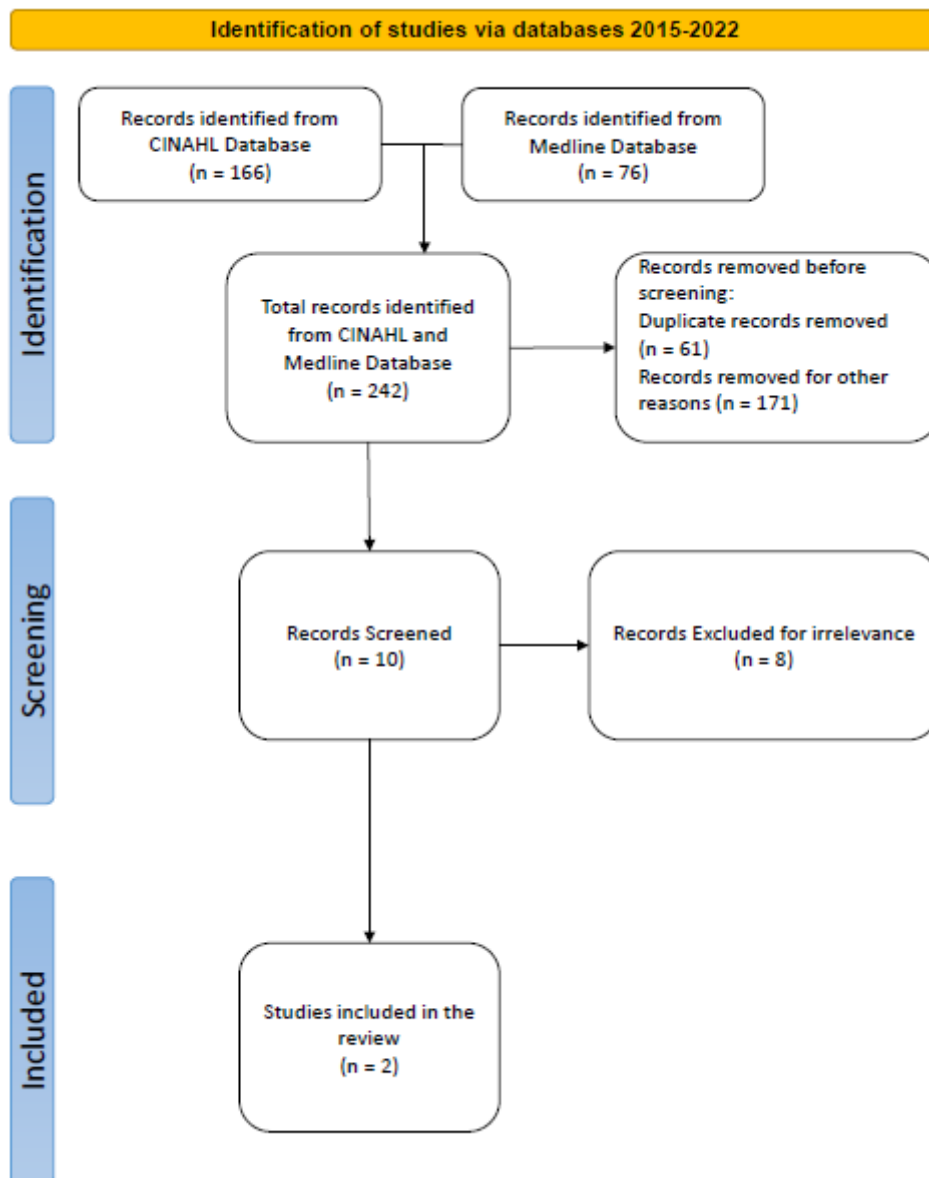 Identification of studies via databases 2015-2022
Identification
Records identified from
CINAHL Database
(n = 166)
Records identified from
Medline Database
(n = 76)
Total records identified
from CINAHL and
Medline Database
(n = 242)
Records removed before
screening:
Duplicate records removed
(n = 61)
Records removed for other
reasons (n = 171)
Screening
Records Screened
(n = 10)
Records Excluded for irrelevance
(n = 8)
Included
Studies included in the
review
(n = 2)